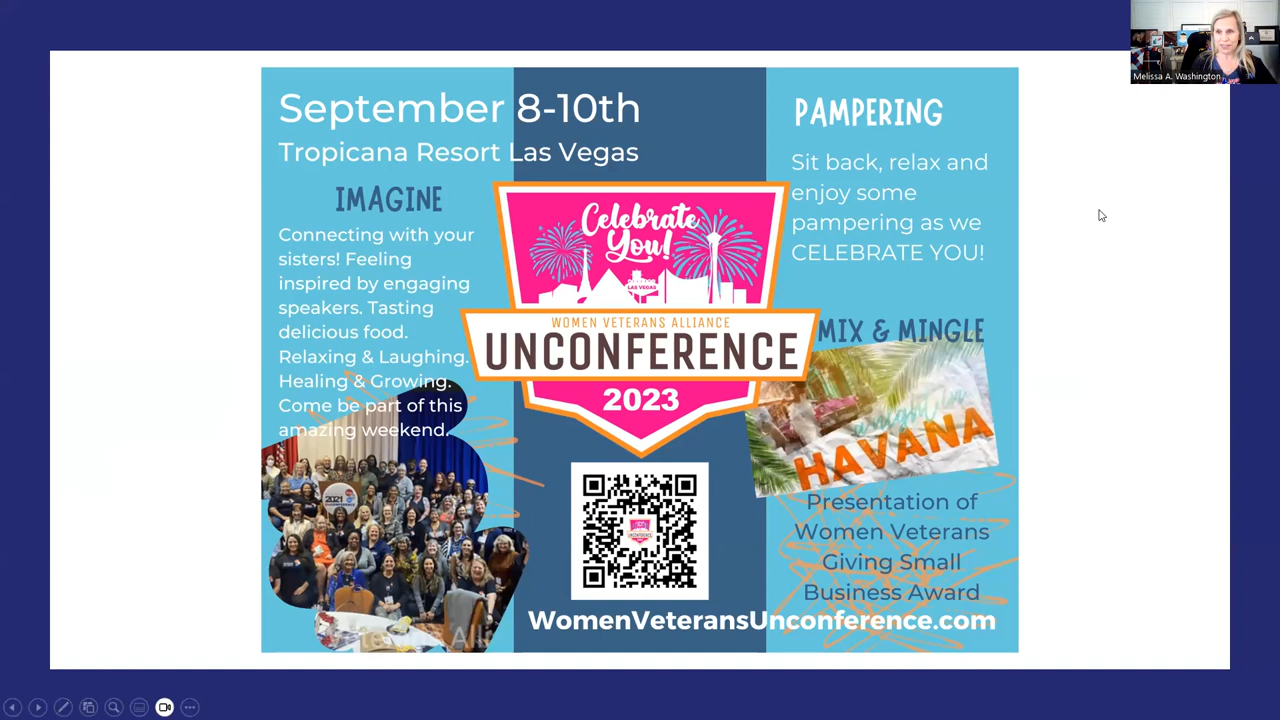 Melissa A. Washington
September 8-10th
Tropicana Resort Las Vegas
IMAGINE
Connecting with your
sisters! Feeling
inspired by engaging
speakers. Tasting
delicious food.
Relaxing & Laughing.
Healing & Growing.
Come be part of this
amazing weekend.
2021
UNCONFERENCE
Celebrate
You!
LAS VEGAS
WOMEN VETERANS ALLIANCE
UNCONFERENCE
2023
UNCONFERENCE
WomenVeteransUnconference.com
PAMPERING
Sit back, relax and
enjoy some
pampering as we
CELEBRATE YOU!
MIX & MINGLE
HAVANA
Presentation of
Women Veterans
Giving Small
Business Award